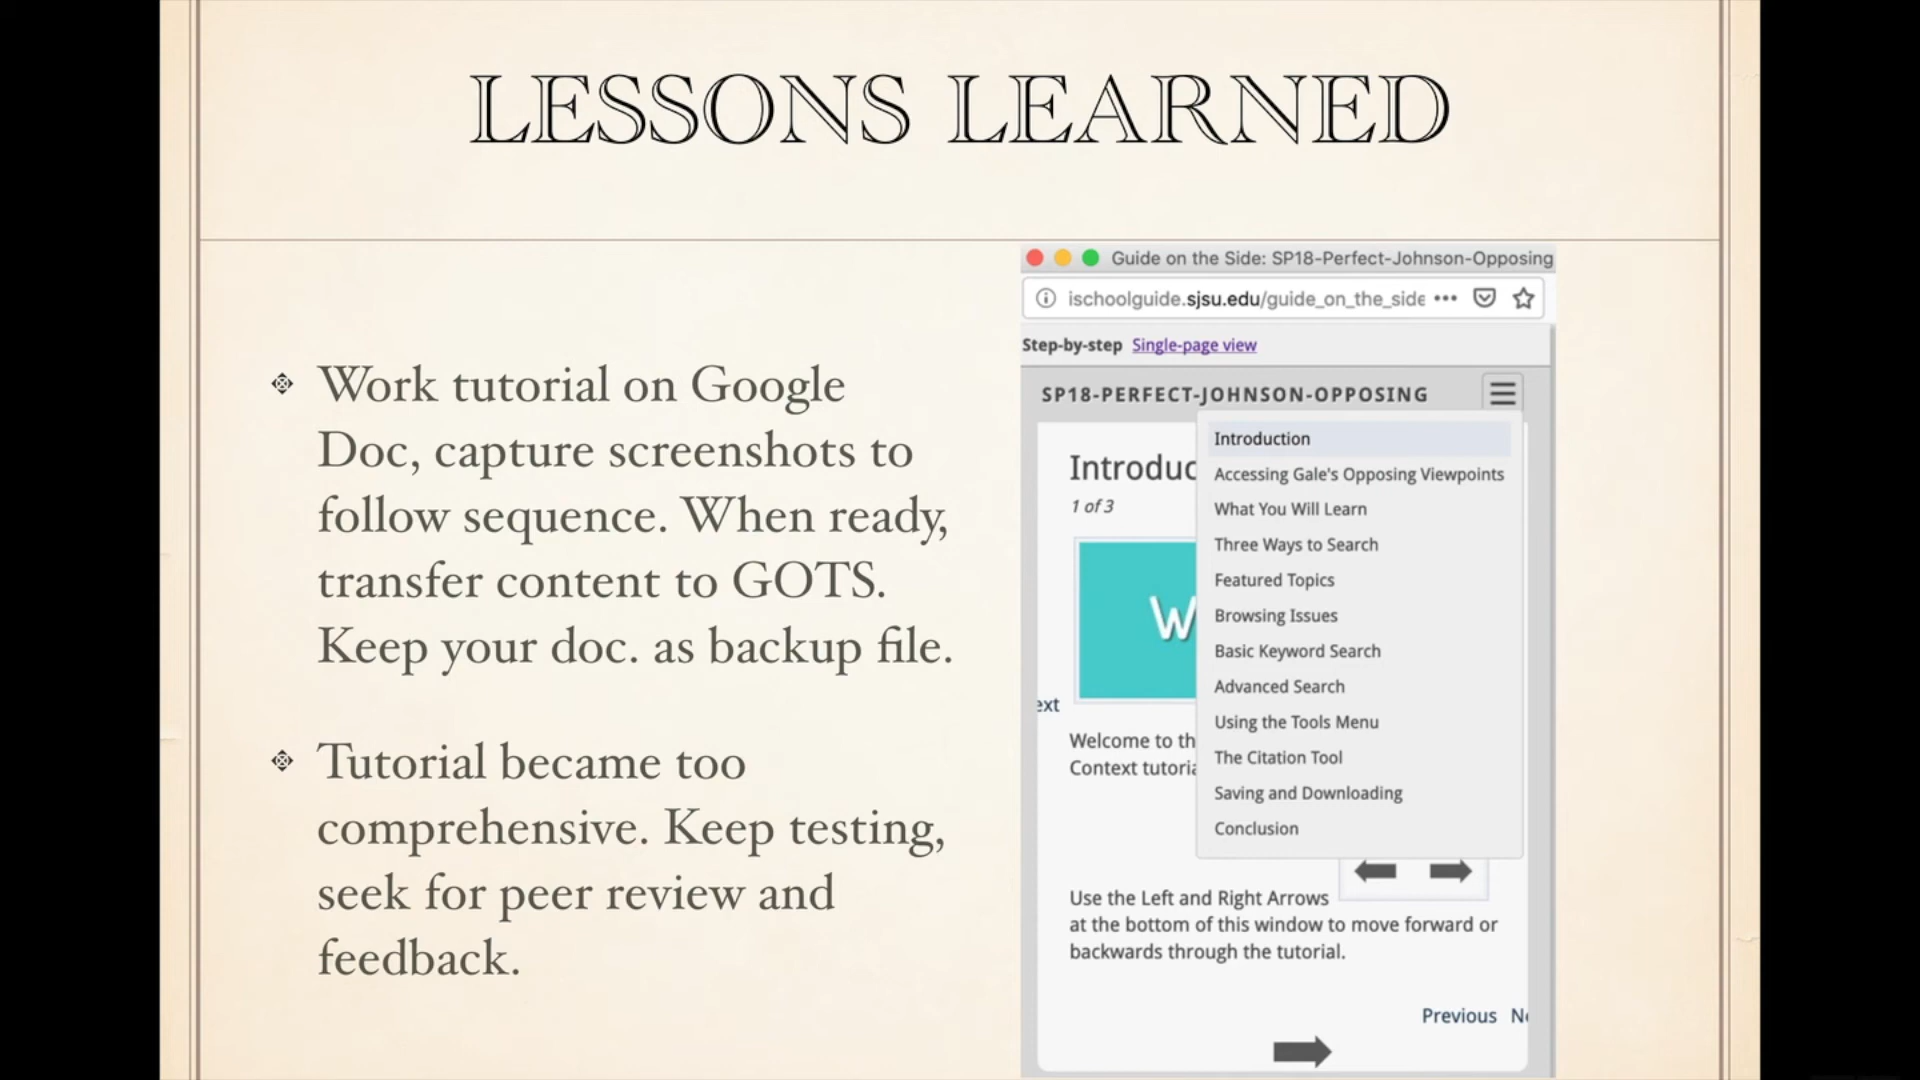 LESSONS LEARNED
Work tutorial on Google
Doc, capture screenshots to
follow sequence. When ready,
transfer content to GOTS.
Keep your doc. as backup file.
Tutorial became too
comprehensive. Keep testing,
seek for peer review and
feedback.
Guide on the Side: SP18-Perfect-Johnson-Opposing
ischoolguide.sjsu.edu/guide_on_the_side
Step-by-step Single-page view
SP18-PERFECT-JOHNSON-OPPOSING
Introduction
Accessing Gale's Opposing Viewpoints
What You Will Learn
Three Ways to Search
Featured Topics
Browsing Issues
Basic Keyword Search
Advanced Search
Using the Tools Menu
The Citation Tool
Saving and Downloading
Conclusion
Introduc
1 of 3
W
ext
Welcome to th
Context tutoria
Use the Left and Right Arrows
at the bottom of this window to move forward or
backwards through the tutorial.
Previous